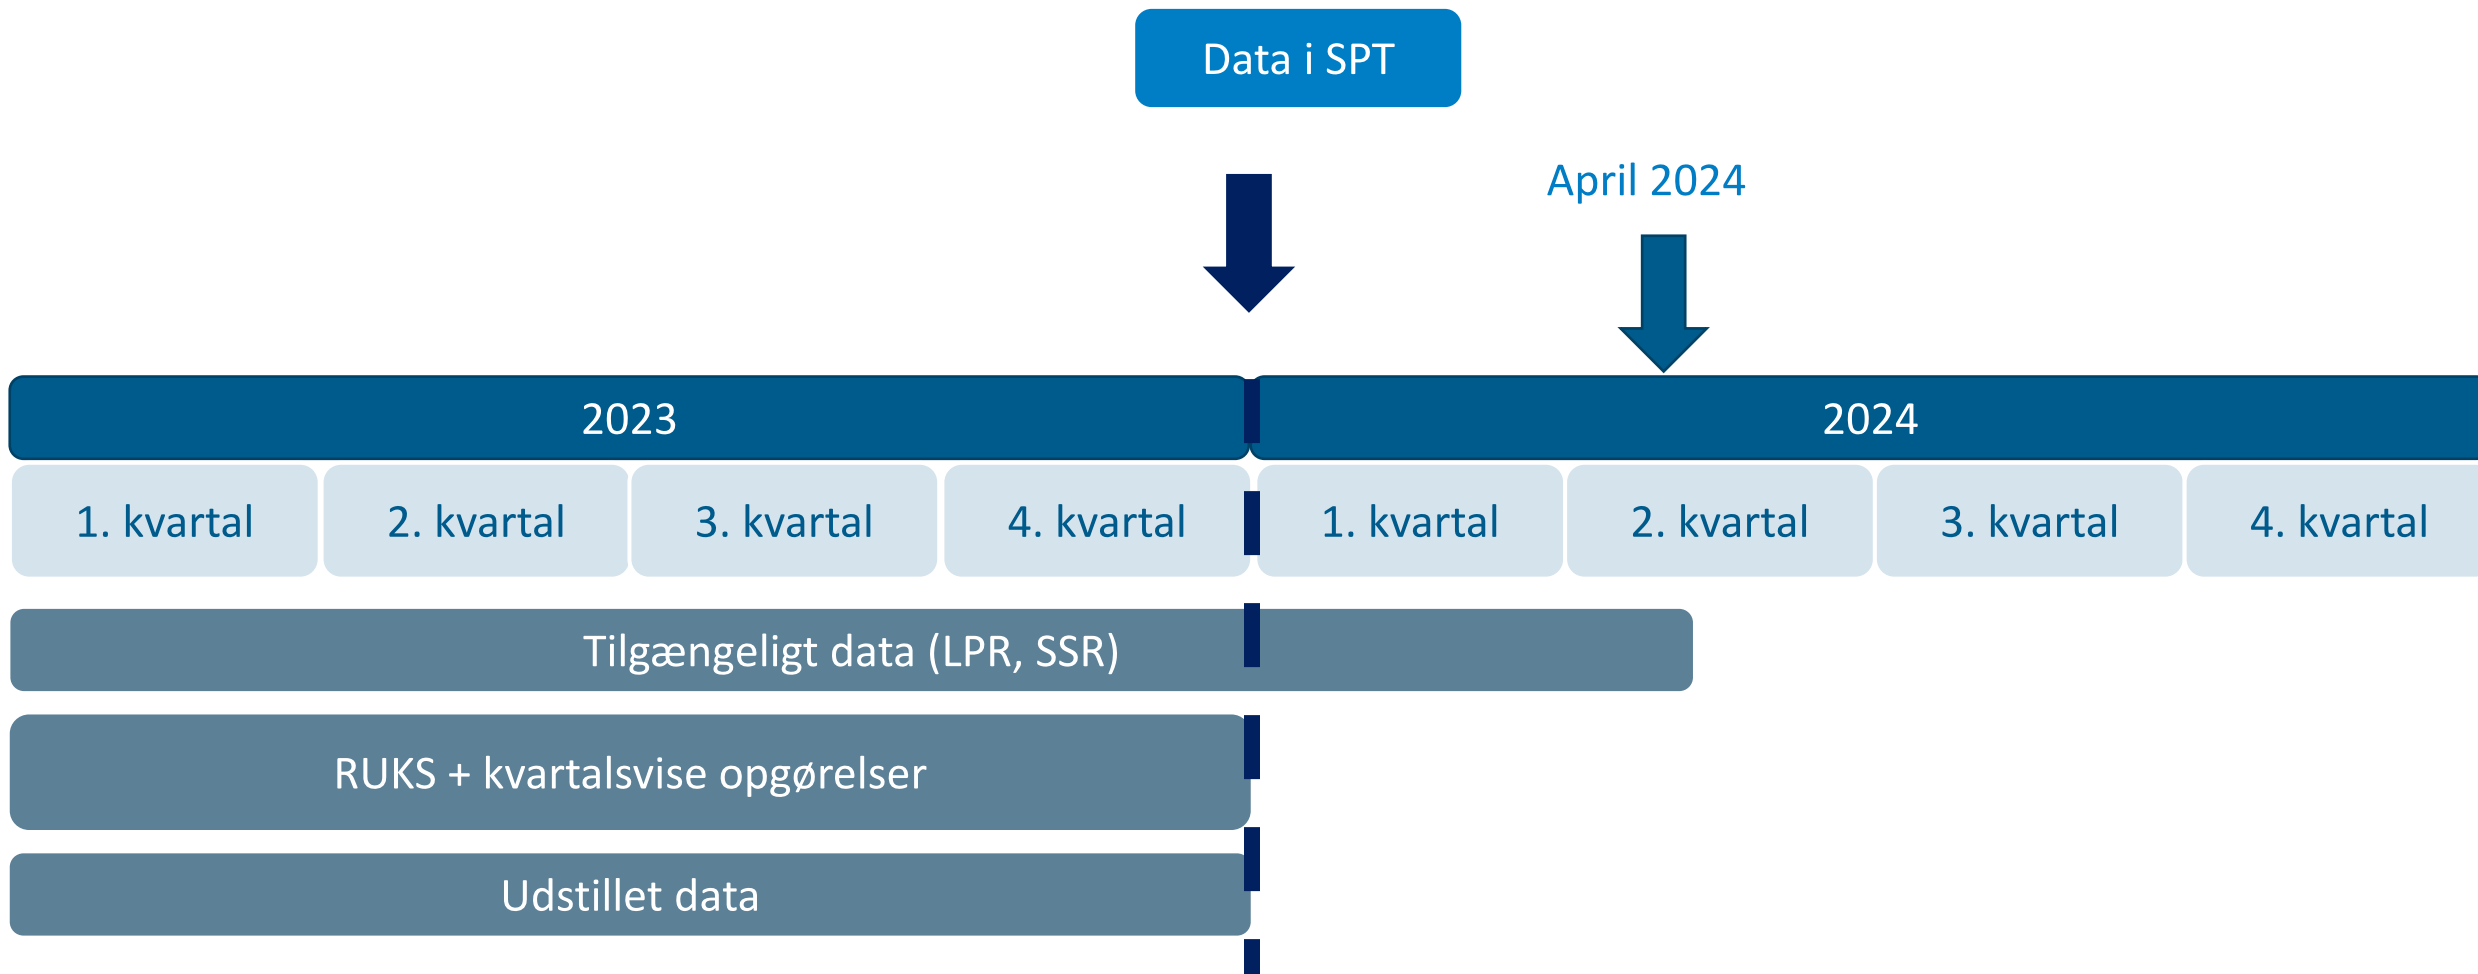 Data i SPT
April 2024
2023
2024
1. kvartal
2. kvartal
3. kvartal
4. kvartal
1. kvartal
2. kvartal
3. kvartal
4. kvartal
Tilgængeligt data (LPR, SSR)
RUKS + kvartalsvise opgørelser
Udstillet data